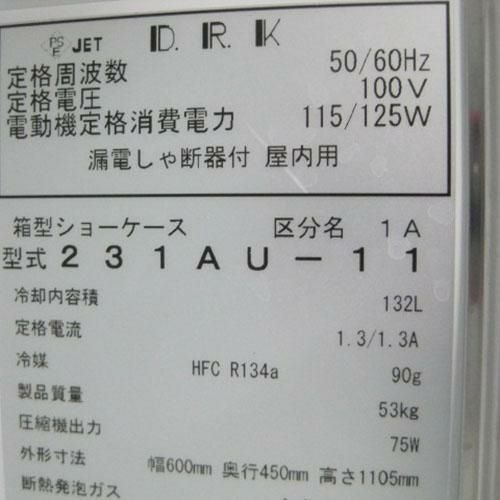 PS E JET D. R. K
定格周波数 50/60Hz
定格電圧 100V
電動機定格消費電力 115/125W
漏電しゃ断器付 屋内用
箱型ショーケース 区分名 1A
型式 231AU-11
冷却内容積 132L
定格電流 1.3/1.3A
冷媒 HFC R134a 90g
製品質量 53kg
圧縮機出力 75W
外形寸法 幅600mm 奥行450mm 高さ1105mm
断熱発泡ガス